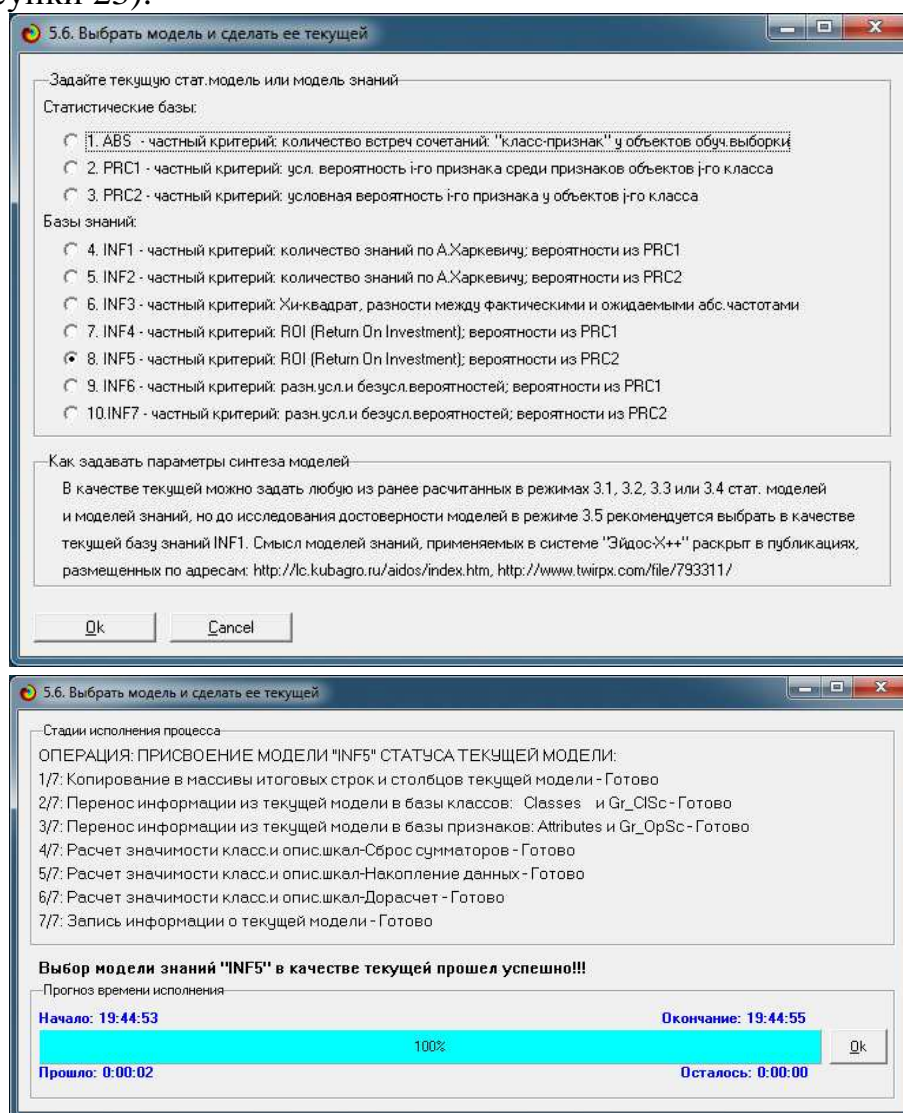 унки 23).
5.6. Выбрать модель и сделать ее текущей
Задайте текущую стат.модель или модель знаний
Статистические базы:
1. ABS - частный критерий: количество встреч сочетаний: "класс-признак" у объектов обуч.выборки
2. PRC1 - частный критерий: усл. вероятность i-го признака среди признаков объектов j-го класса
3. PRC2 - частный критерий: условная вероятность i-го признака у объектов j-го класса
Базы знаний:
4. INF1 - частный критерий: количество знаний по А.Харкевичу; вероятности из PRC1
5. INF2 - частный критерий: количество знаний по А.Харкевичу; вероятности из PRC2
6. INF3 - частный критерий: Хи-квадрат, разности между фактическими и ожидаемыми абс.частотами
7. INF4 - частный критерий: ROI (Return On Investment); вероятности из PRC1
8. INF5 - частный критерий: ROI (Return On Investment); вероятности из PRC2
9. INF6 - частный критерий: разн.усл.и безусл.вероятностей; вероятности из PRC1
10.INF7 - частный критерий: разн.усл.и безусл.вероятностей; вероятности из PRC2
Как задавать параметры синтеза моделей
В качестве текущей можно задать любую из ранее расчитанных в режимах 3.1, 3.2, 3.3 или 3.4 стат. моделей
и моделей знаний, но до исследования достоверности моделей в режиме 3.5 рекомендуется выбрать в качестве
текущей базу знаний INF1. Смысл моделей знаний, применяемых в системе "Эйдос-X++" раскрыт в публикациях,
размещенных по адресам: http://lc.kubagro.ru/aidos/index.htm, http://www.twirpx.com/file/793311/
Ok Cancel
5.6. Выбрать модель и сделать ее текущей
Стадии исполнения процесса
ОПЕРАЦИЯ: ПРИСВОЕНИЕ МОДЕЛИ "INF5" СТАТУСА ТЕКУЩЕЙ МОДЕЛИ:
1/7: Копирование в массивы итоговых строк и столбцов текущей модели - Готово
2/7: Перенос информации из текущей модели в базы классов: Classes и Gr_ClSc - Готово
3/7: Перенос информации из текущей модели в базы признаков: Attributes и Gr_OpSc - Готово
4/7: Расчет значимости класс.и опис.шкал-Сброс сумматоров - Готово
5/7: Расчет значимости класс.и опис.шкал-Накопление данных - Готово
6/7: Расчет значимости класс.и опис.шкал-Дорасчет - Готово
7/7: Запись информации о текущей модели - Готово
Выбор модели знаний "INF5" в качестве текущей прошел успешно!!!
Прогноз времени исполнения
Начало: 19:44:53 Окончание: 19:44:55
100% Ok
Прошло: 0:00:02 Осталось: 0:00:00